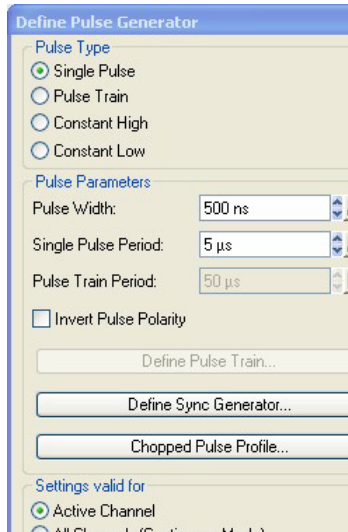 Define Pulse Generator
Pulse Type
Single Pulse
Pulse Train
Constant High
Constant Low
Pulse Parameters
Pulse Width: 500 ns
Single Pulse Period: 5 µs
Pulse Train Period: 50 µs
Invert Pulse Polarity
Define Pulse Train...
Define Sync Generator...
Chopped Pulse Profile...
Settings valid for
Active Channel